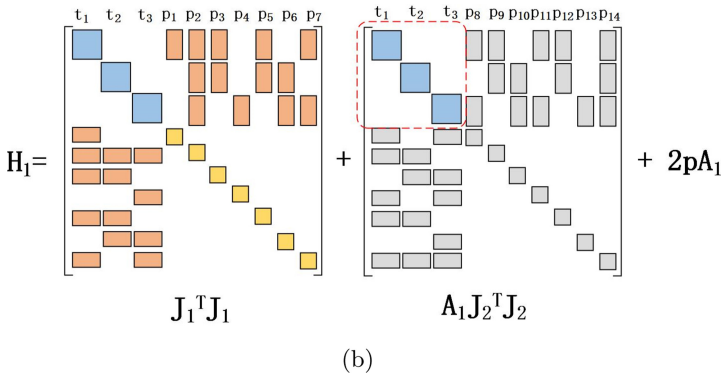 t₁ t₂ t₃ p₁ p₂ p₃ p₄ p₅ p₆ p₇ t₁ t₂ t₃ p₈ p₉ p₁₀ p₁₁ p₁₂ p₁₃ p₁₄
H₁= + + 2pA₁
J₁ᵀJ₁ A₁J₂ᵀJ₂
(b)